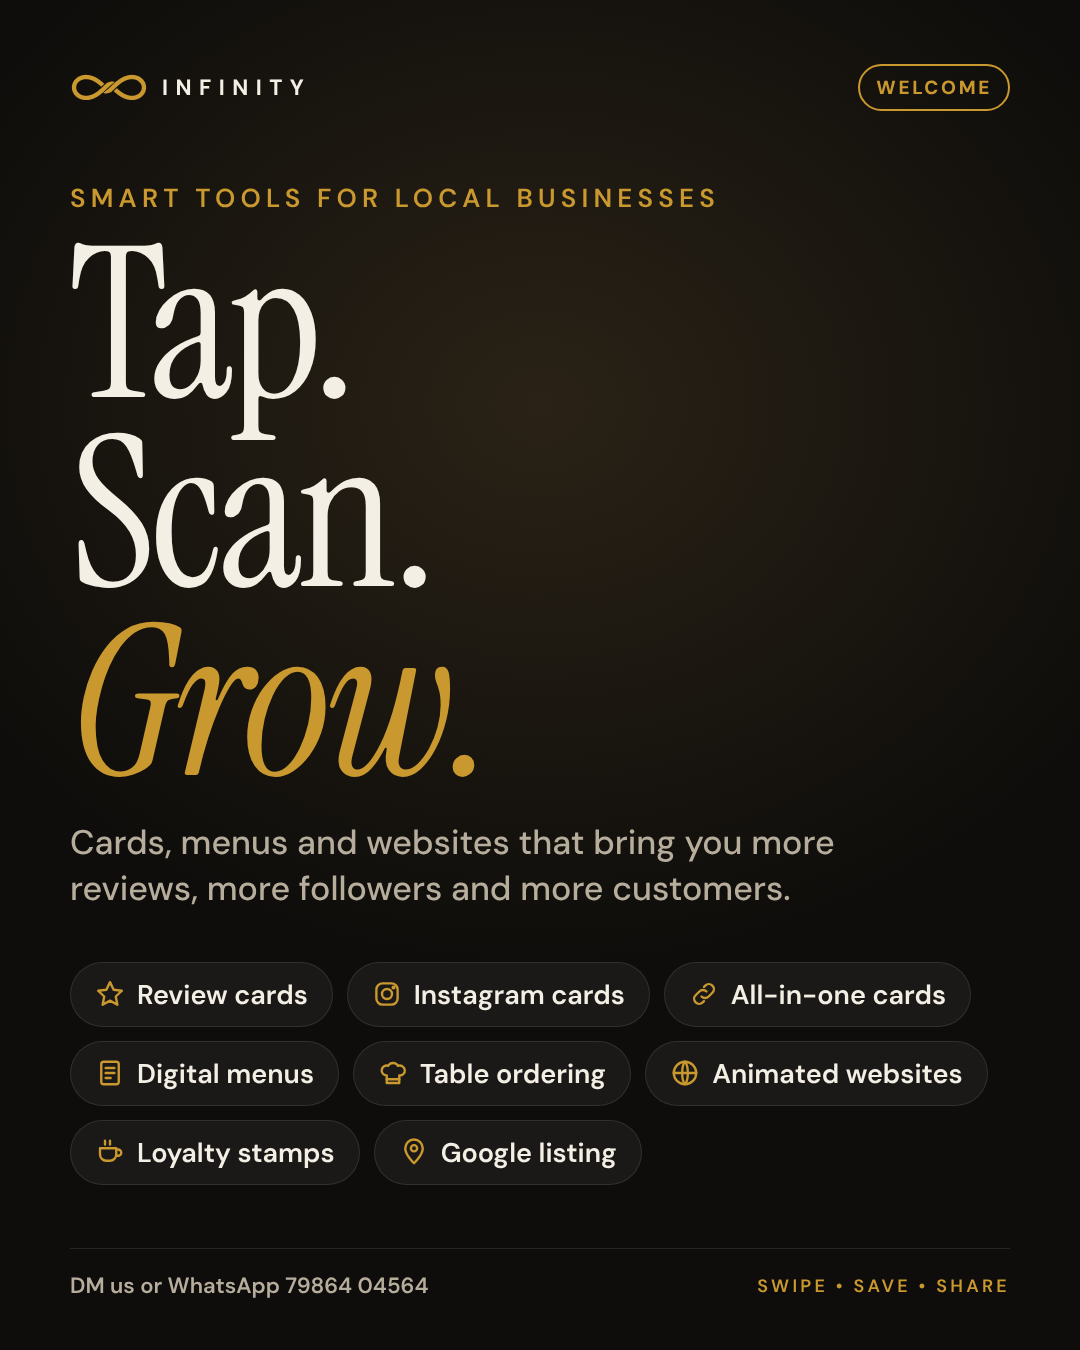 INFINITY
WELCOME
SMART TOOLS FOR LOCAL BUSINESSES
Tap.
Scan.
Grow.
Cards, menus and websites that bring you more
reviews, more followers and more customers.
Review cards
Instagram cards
All-in-one cards
Digital menus
Table ordering
Animated websites
Loyalty stamps
Google listing
DM us or WhatsApp 79864 04564
SWIPE • SAVE • SHARE